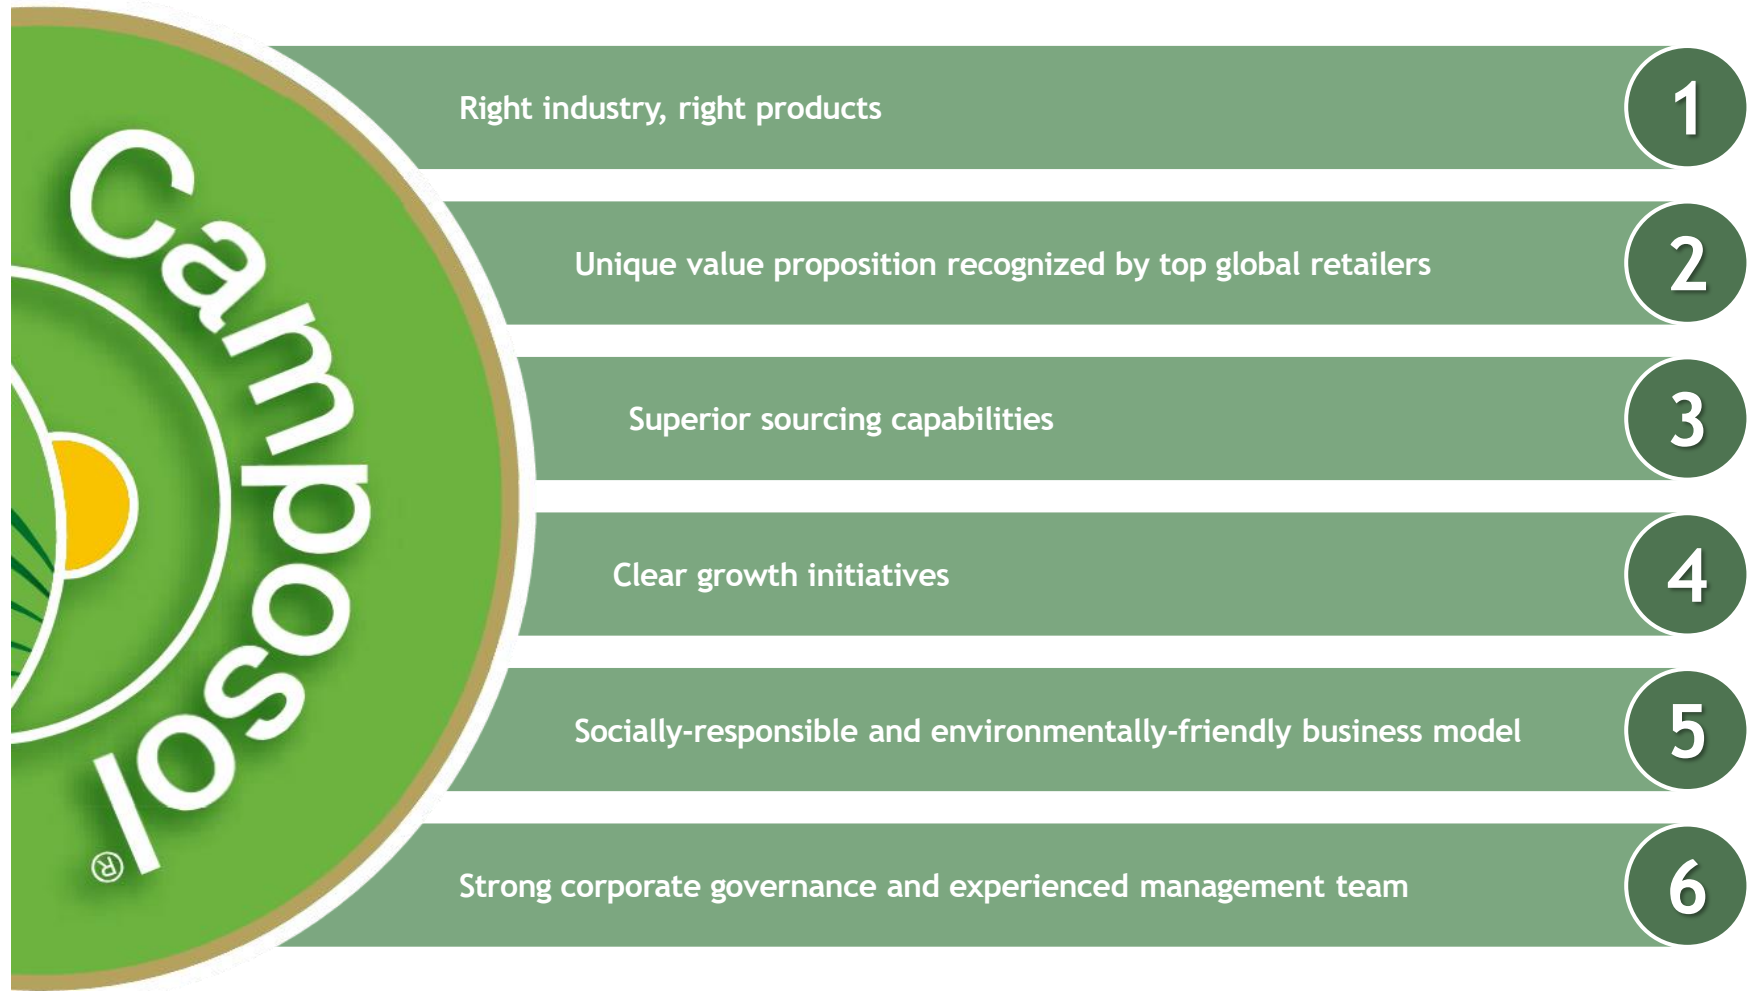 Camposol®
Right industry, right products
1
Unique value proposition recognized by top global retailers
2
Superior sourcing capabilities
3
Clear growth initiatives
4
Socially-responsible and environmentally-friendly business model
5
Strong corporate governance and experienced management team
6